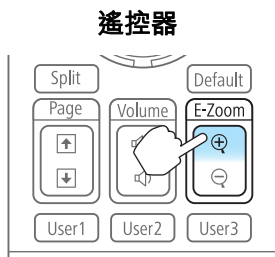 遙控器
Split Default
Page Volume E-Zoom
User1 User2 User3